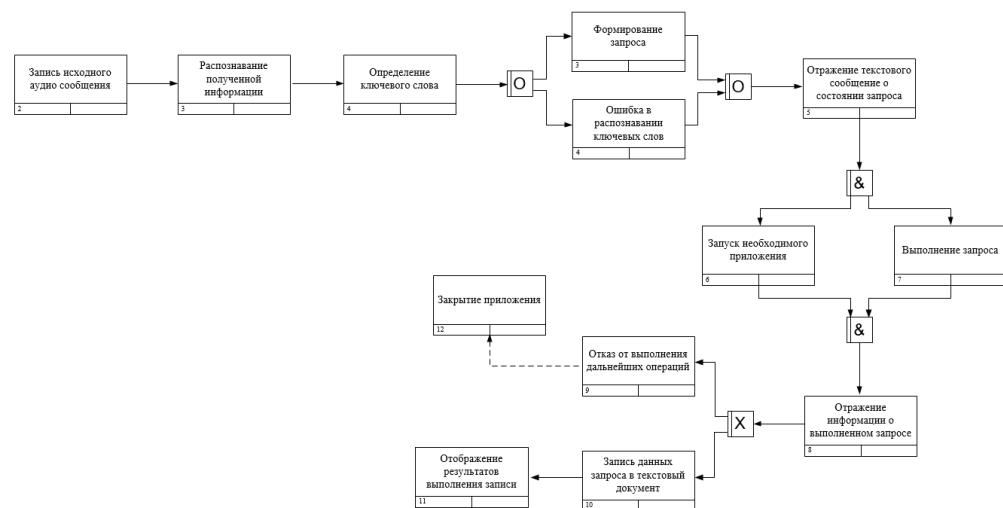 Запись исходного
аудио сообщения
2
Распознавание
полученной
информации
3
Определение
ключевого слова
4
O
Формирование
запроса
3
Ошибка в
распознавании
ключевых слов
4
O
Отражение текстового
сообщение о
состоянии запроса
5
&
Запуск необходимого
приложения
6
Выполнение запроса
7
&
Отражение
информации о
выполненном запросе
8
X
Отказ от выполнения
дальнейших операций
9
Закрытие приложения
12
Запись данных
запроса в текстовый
документ
10
Отображение
результатов
выполнения записи
11